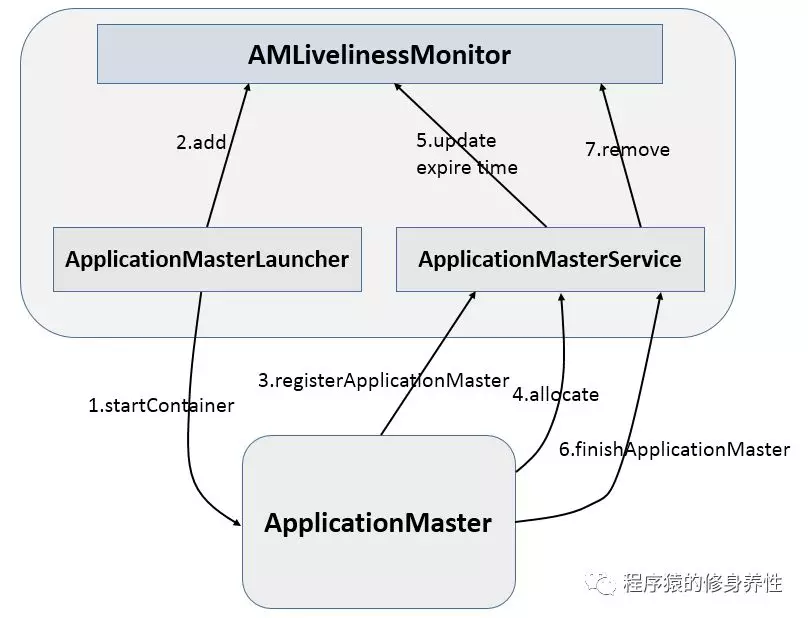 AMLivelinessMonitor
2.add
5.update
expire time
7.remove
ApplicationMasterLauncher
ApplicationMasterService
3.registerApplicationMaster
4.allocate
1.startContainer
6.finishApplicationMaster
ApplicationMaster
程序猿的修身养性